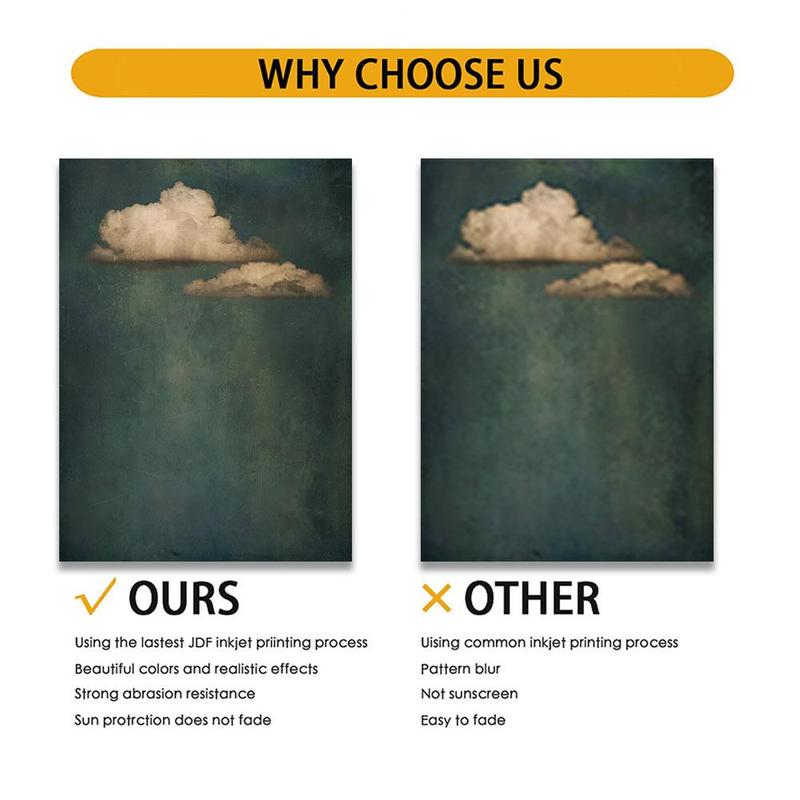 WHY CHOOSE US
OURS
Using the lastest JDF inkjet priinting process
Beautiful colors and realistic effects
Strong abrasion resistance
Sun protrction does not fade
OTHER
Uising common inkjet printing process
Pattern blur
Not sunscreen
Easy to fade